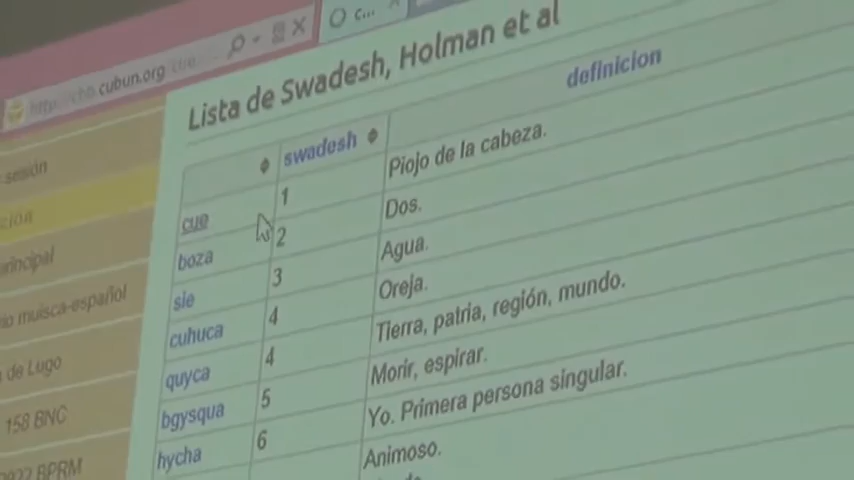 cubun.org
Lista de Swadesh, Holman et al
swadesh definicion
cue 1 Piojo de la cabeza.
boza 2 Dos.
sie 3 Agua.
cuhuca 4 Oreja.
quyca 4 Tierra, patria, región, mundo.
bgysqua 5 Morir, espirar.
hycha 6 Yo. Primera persona singular.
Animoso.
sesión
muisca-español
de Lugo
158 BNC
BPRM